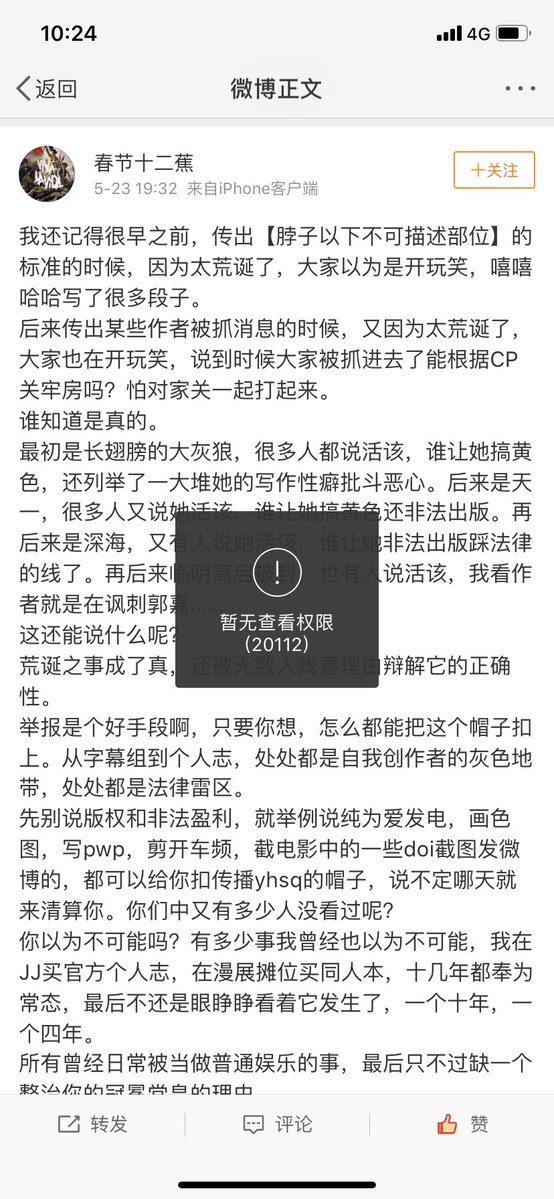 10:24
4G
返回
微博正文
春节十二蕉
5-23 19:32 来自iPhone客户端
+关注
我还记得很早之前，传出【脖子以下不可描述部位】的
标准的时候，因为太荒诞了，大家以为是开玩笑，嘻嘻
哈哈写了很多段子。
后来传出某些作者被抓消息的时候，又因为太荒诞了，
大家也在开玩笑，说到时候大家被抓进去了能根据CP
关牢房吗？怕对家关一起打起来。
谁知道是真的。
最初是长翅膀的大灰狼，很多人都说活该，谁让她搞黄
色，还列举了一大堆她的写作性癖批斗恶心。后来是天
一，很多人又说她活该，谁让她搞黄色还非法出版。再
后来是深海，又有人说她活该，谁让她非法出版踩法律
的线了。再后来临明高启被封，也有人说活该，我看作
者就是在讽刺郭嘉……
这还能说什么呢？
荒诞之事成了真，还被无数人找着理由辩解它的正确
性。
举报是个好手段啊，只要你想，怎么都能把这个帽子扣
上。从字幕组到个人志，处处都是自我创作者的灰色地
带，处处都是法律雷区。
先别说版权和非法盈利，就举例说纯为爱发电，画色
图，写pwp，剪开车频，截电影中的一些doi截图发微
博的，都可以给你扣传播yhsq的帽子，说不定哪天就
来清算你。你们中又有多少人没看过呢？
你以为不可能吗？有多少事我曾经也以为不可能，我在
JJ买官方个人志，在漫展摊位买同人本，十几年都奉为
常态，最后不还是眼睁睁看着它发生了，一个十年，一
个四年。
所有曾经日常被当做普通娱乐的事，最后只不过缺一个
整治你的冠冕堂皇的理由
暂无查看权限
(20112)
转发
评论
赞